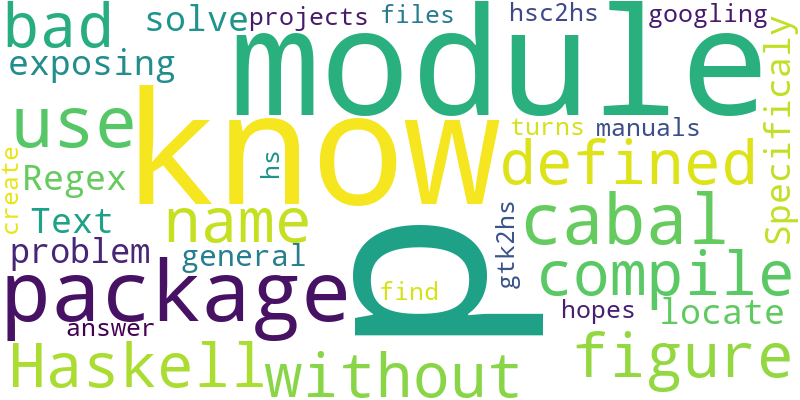 bad
solve
projects
files
hsc2hs
googling
exposing
module
Specificaly
use
know
hs
turns
manuals
defined
create
Regex
Text
name
p
gtk2hs
cabal
problem
general
package
find
compile
answer
hopes
locate
Haskell
without
figure